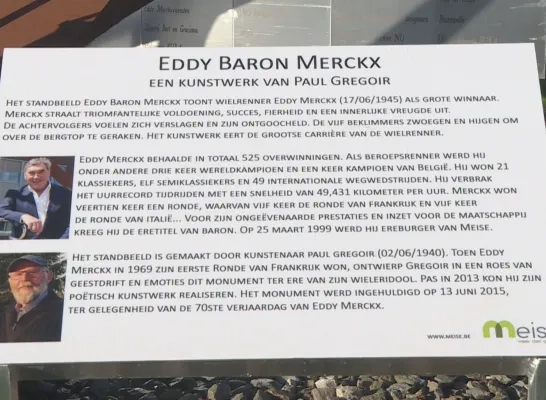 EDDY BARON MERCKX
EEN KUNSTWERK VAN PAUL GREGOIR
HET STANDBEELD EDDY BARON MERCKX TOONT WIELRENNER EDDY MERCKX (17/06/1945) ALS GROTE WINNAAR.
MERCKX STRAALT TRIOMFANTELIJKE VOLDOENING, SUCCES, FIERHEID EN EEN INNERLIJKE VREUGDE UIT.
DE ACHTERVOLGERS VOELEN ZICH VERSLAGEN EN ZIJN ONTGOOCHELD. DE VIJF BEKLIMMERS ZWOEGEN EN HIJGEN OM
OVER DE BERGTOP TE GERAKEN. HET KUNSTWERK EERT DE GROOTSE CARRIÈRE VAN DE WIELRENNER.
EDDY MERCKX BEHAALDE IN TOTAAL 525 OVERWINNINGEN. ALS BEROEPSRENNER WERD HIJ
ONDER ANDERE DRIE KEER WERELDKAMPIOEN EN EEN KEER KAMPIOEN VAN BELGIË. HIJ WON 21
KLASSIEKERS, ELF SEMIKLASSIEKERS EN 49 INTERNATIONALE WEGWEDSTRIJDEN. HIJ VERBRAK
HET UURRECORD TIJDRIJDEN MET EEN SNELHEID VAN 49,431 KILOMETER PER UUR. MERCKX WON
VEERTIEN KEER EEN RONDE, WAARVAN VIJF KEER DE RONDE VAN FRANKRIJK EN VIJF KEER
DE RONDE VAN ITALIË... VOOR ZIJN ONGEËVENAARDE PRESTATIES EN INZET VOOR DE MAATSCHAPPIJ
KREEG HIJ DE ERETITEL VAN BARON. OP 25 MAART 1999 WERD HIJ EREBURGER VAN MEISE.
HET STANDBEELD IS GEMAAKT DOOR KUNSTENAAR PAUL GREGOIR (02/06/1940). TOEN EDDY
MERCKX IN 1969 ZIJN EERSTE RONDE VAN FRANKRIJK WON, ONTWIERP GREGOIR IN EEN ROES VAN
GEESTDRIFT EN EMOTIES DIT MONUMENT TER ERE VAN ZIJN WIELERIDOOL. PAS IN 2013 KON HIJ ZIJN
POËTISCH KUNSTWERK REALISEREN. HET MONUMENT WERD INGEHULDIGD OP 13 JUNI 2015,
TER GELEGENHEID VAN DE 70STE VERJAARDAG VAN EDDY MERCKX.
WWW.MEISE.BE
meis